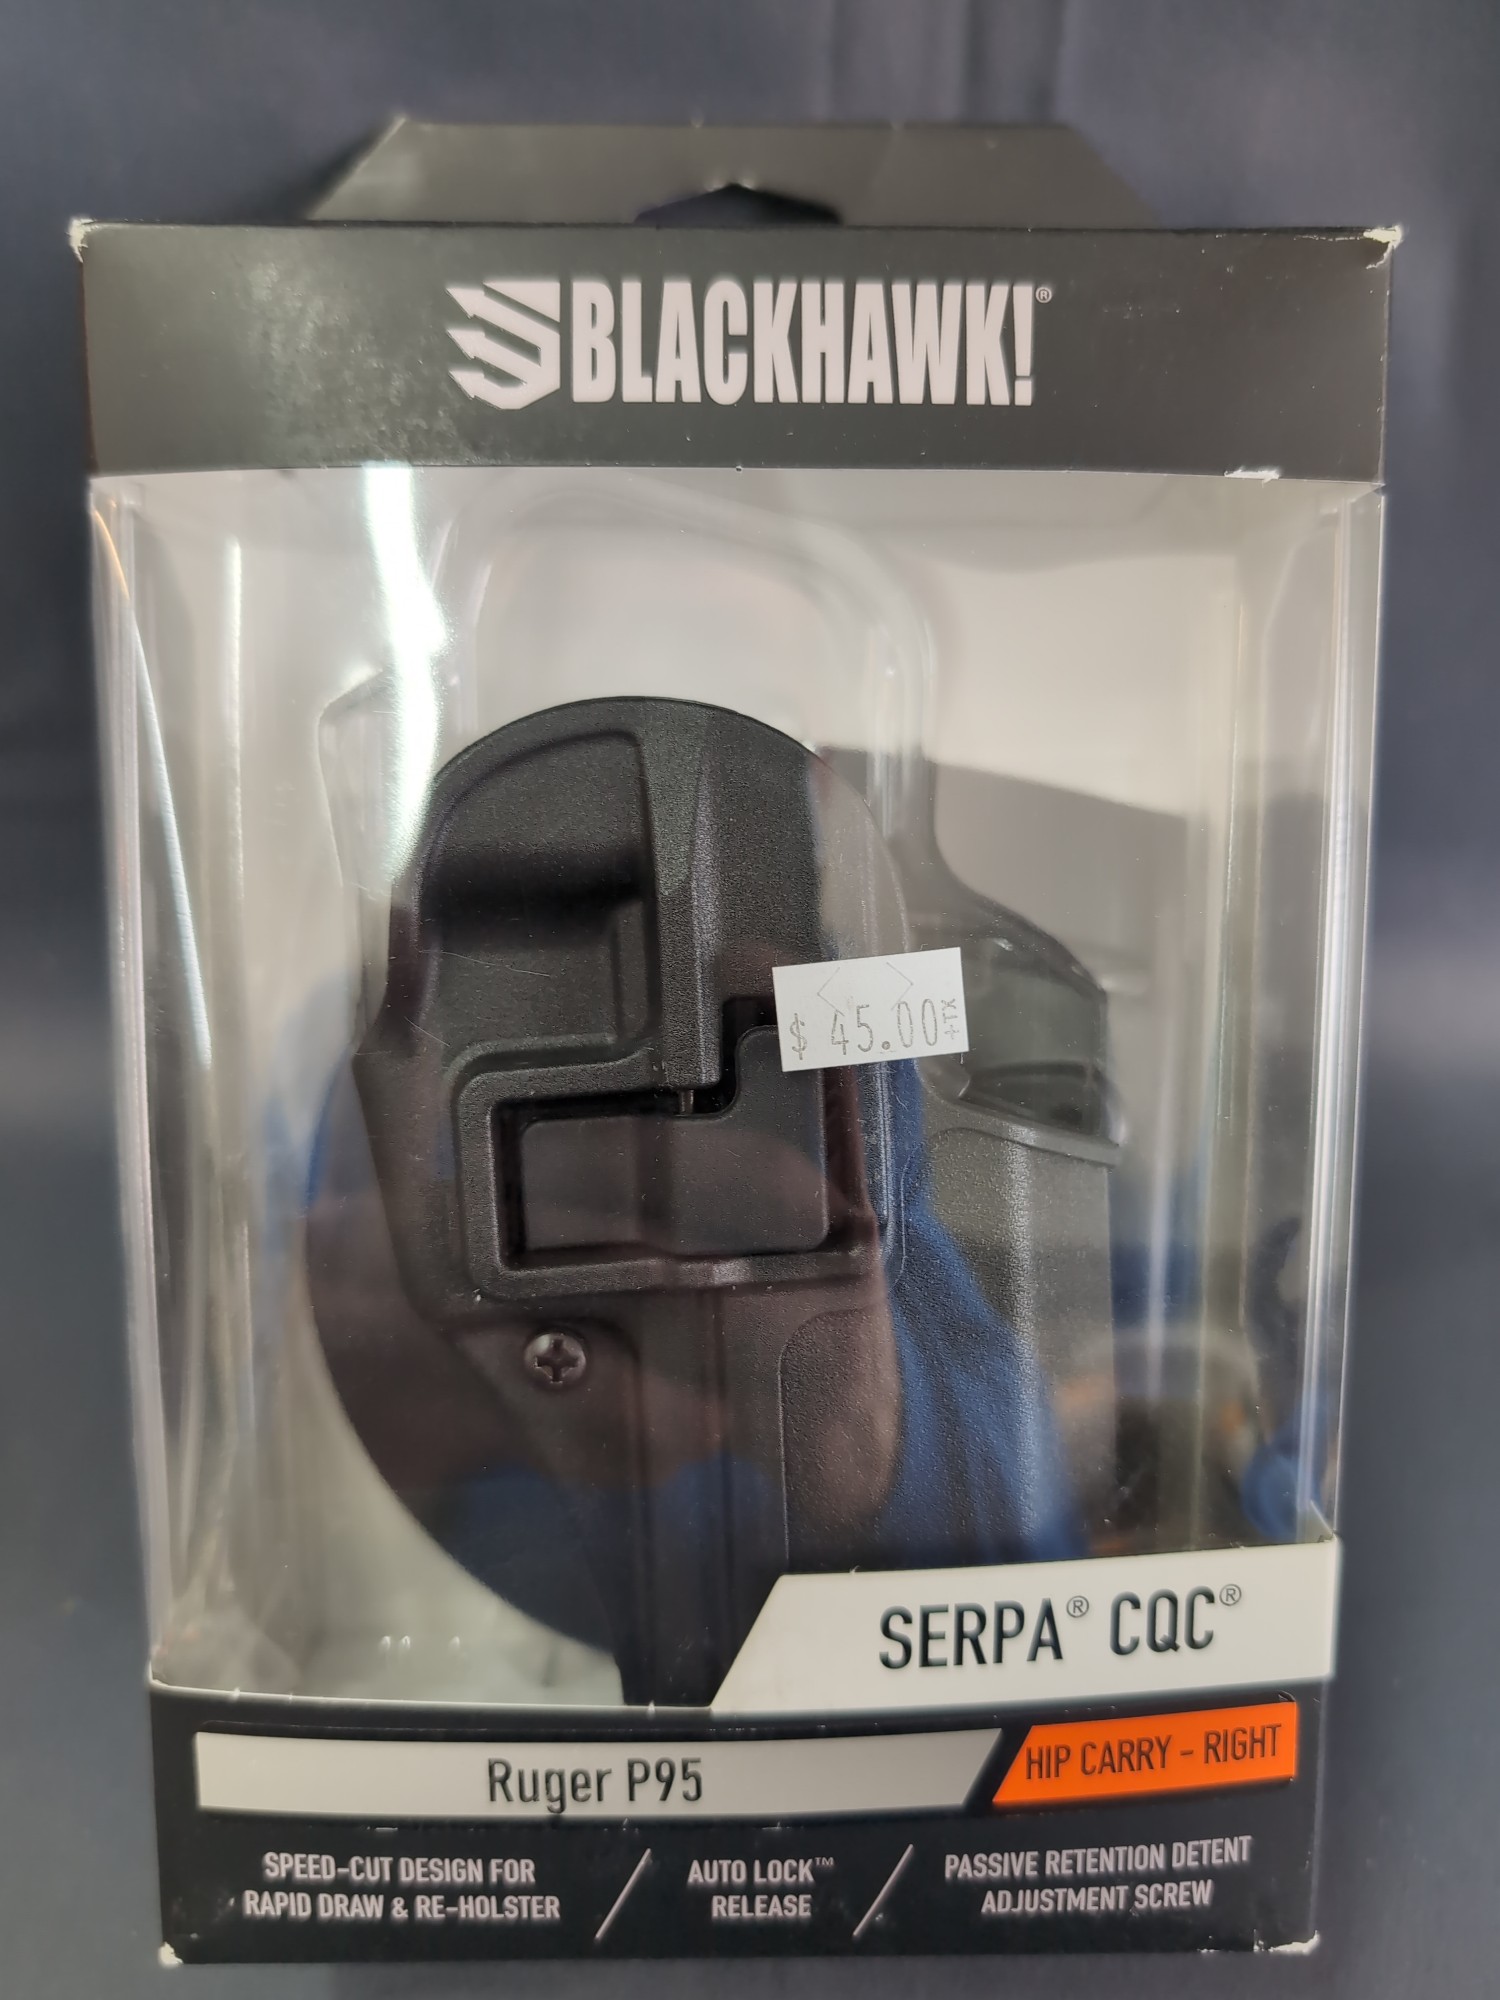 BLACKHAWK!®
$ 45.00 +TX
SERPA® CQC®
Ruger P95
HIP CARRY - RIGHT
SPEED-CUT DESIGN FOR
RAPID DRAW & RE-HOLSTER
AUTO LOCK™
RELEASE
PASSIVE RETENTION DETENT
ADJUSTMENT SCREW